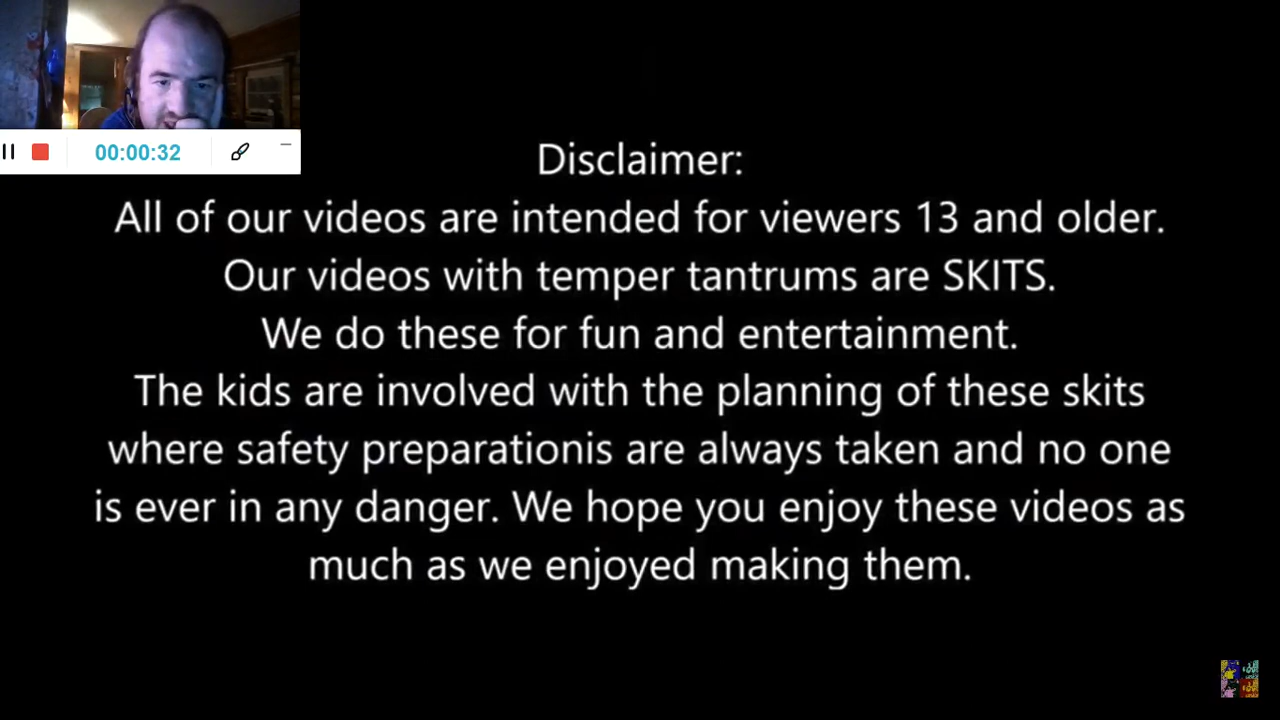 00:00:32
Disclaimer:
All of our videos are intended for viewers 13 and older.
Our videos with temper tantrums are SKITS.
We do these for fun and entertainment.
The kids are involved with the planning of these skits
where safety preparationis are always taken and no one
is ever in any danger. We hope you enjoy these videos as
much as we enjoyed making them.